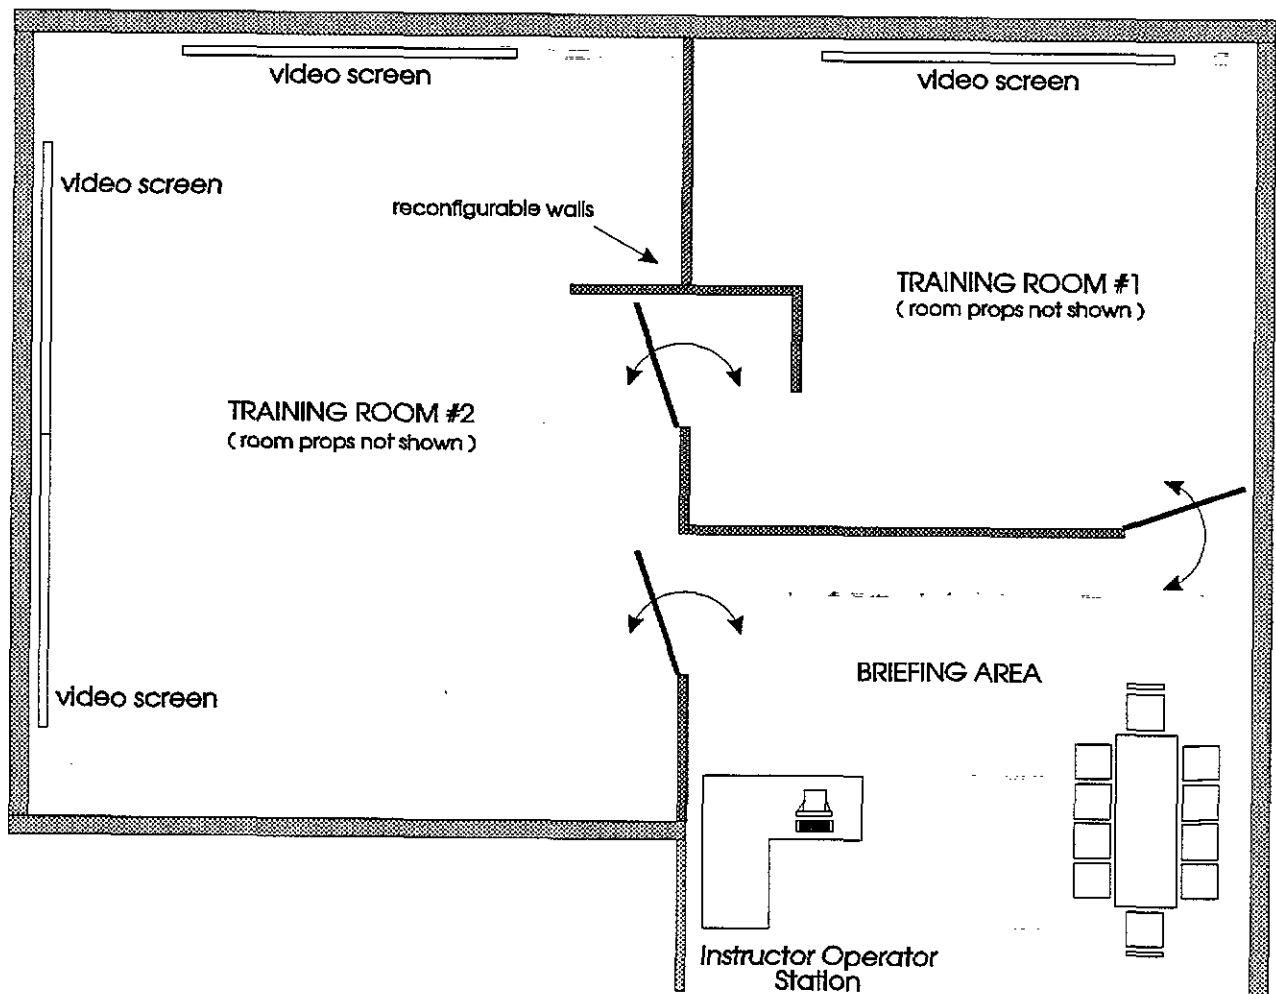 video screen
video screen
video screen
reconfigurable walls
TRAINING ROOM #1
( room props not shown )
TRAINING ROOM #2
( room props not shown )
video screen
BRIEFING AREA
Instructor Operator
Station